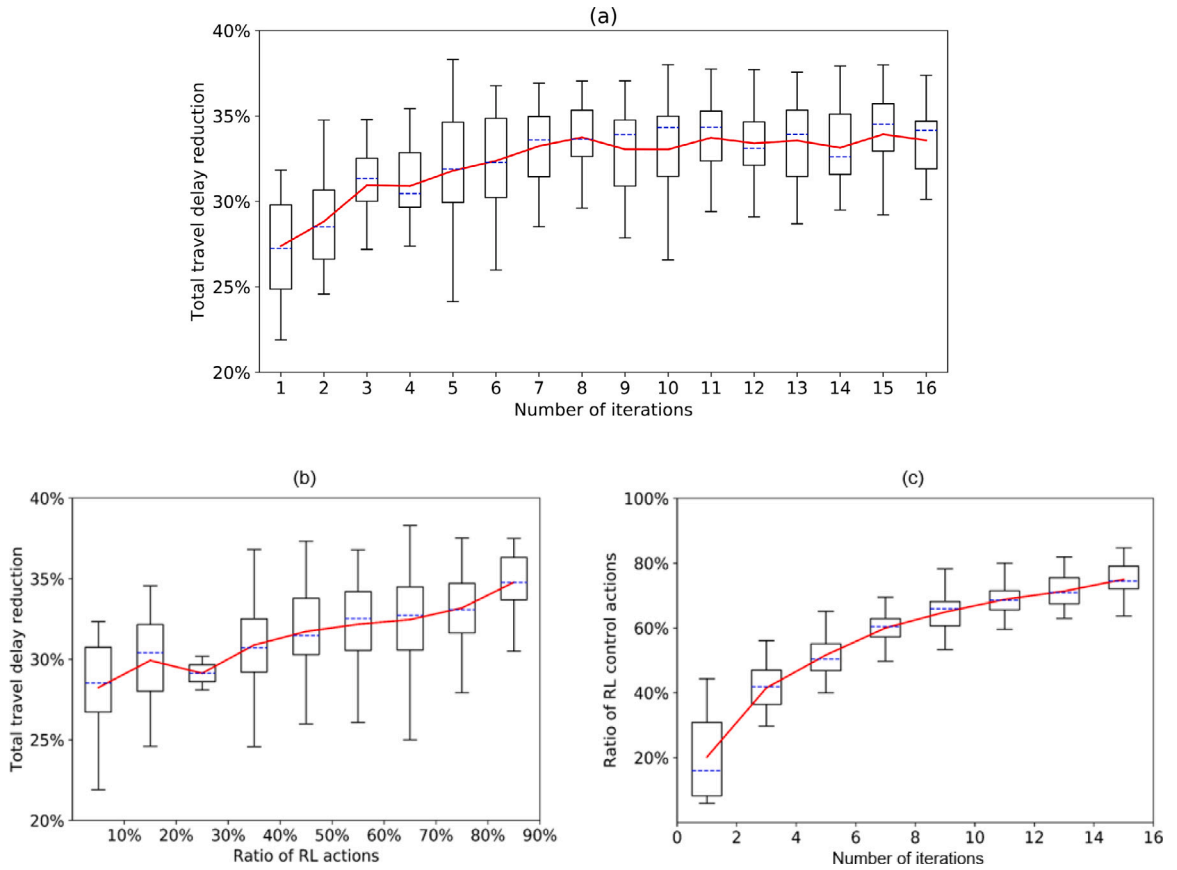 (a)
Total travel delay reduction
40%
35%
30%
25%
20%
1 2 3 4 5 6 7 8 9 10 11 12 13 14 15 16
Number of iterations
(b)
Total travel delay reduction
40%
35%
30%
25%
20%
10% 20% 30% 40% 50% 60% 70% 80% 90%
Ratio of RL actions
(c)
Ratio of RL control actions
100%
80%
60%
40%
20%
0 2 4 6 8 10 12 14 16
Number of iterations